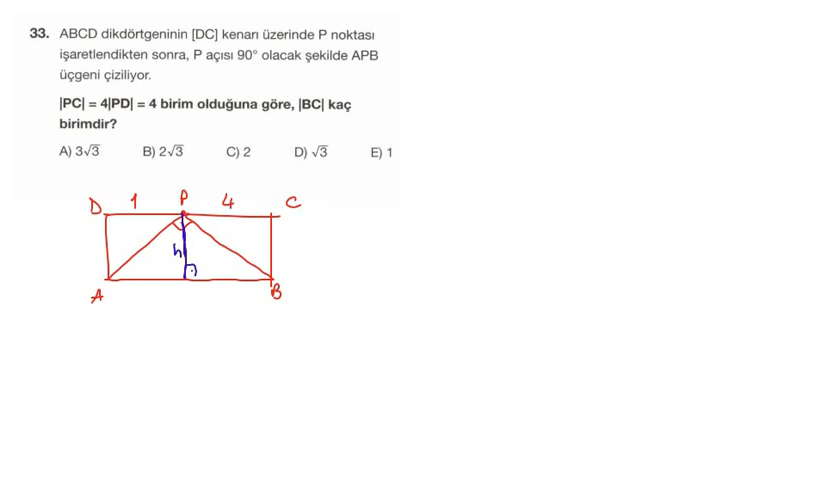 33. ABCD dikdörtgeninin [DC] kenarı üzerinde P noktası
işaretlendikten sonra, P açısı 90° olacak şekilde APB
üçgeni çiziliyor.
|PC| = 4|PD| = 4 birim olduğuna göre, |BC| kaç
birimdir?
A) 3√3 B) 2√3 C) 2 D) √3 E) 1
D 1 P 4 C
h
A B